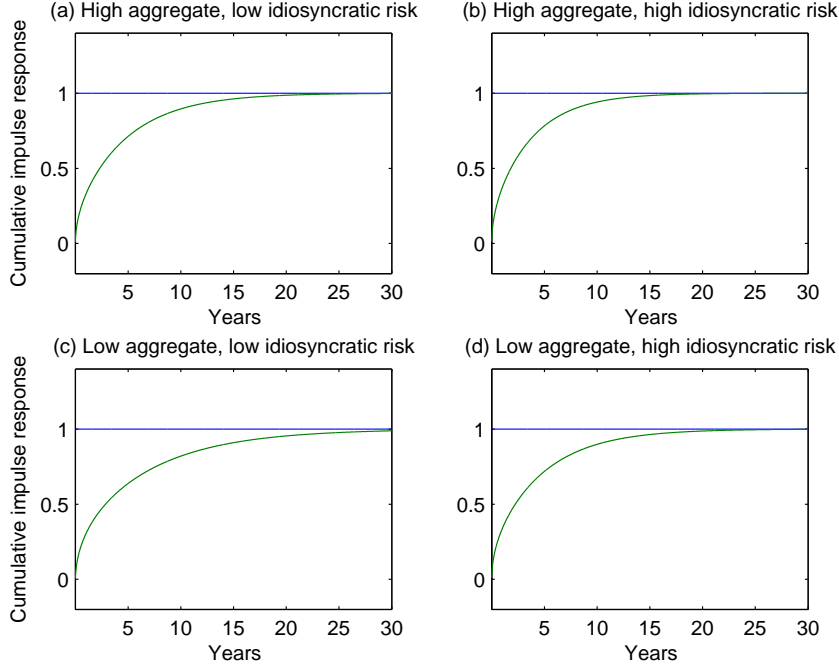 (a) High aggregate, low idiosyncratic risk
Cumulative impulse response
1
0.5
0
5 10 15 20 25 30
Years
(b) High aggregate, high idiosyncratic risk
1
0.5
0
5 10 15 20 25 30
Years
(c) Low aggregate, low idiosyncratic risk
Cumulative impulse response
1
0.5
0
5 10 15 20 25 30
Years
(d) Low aggregate, high idiosyncratic risk
1
0.5
0
5 10 15 20 25 30
Years